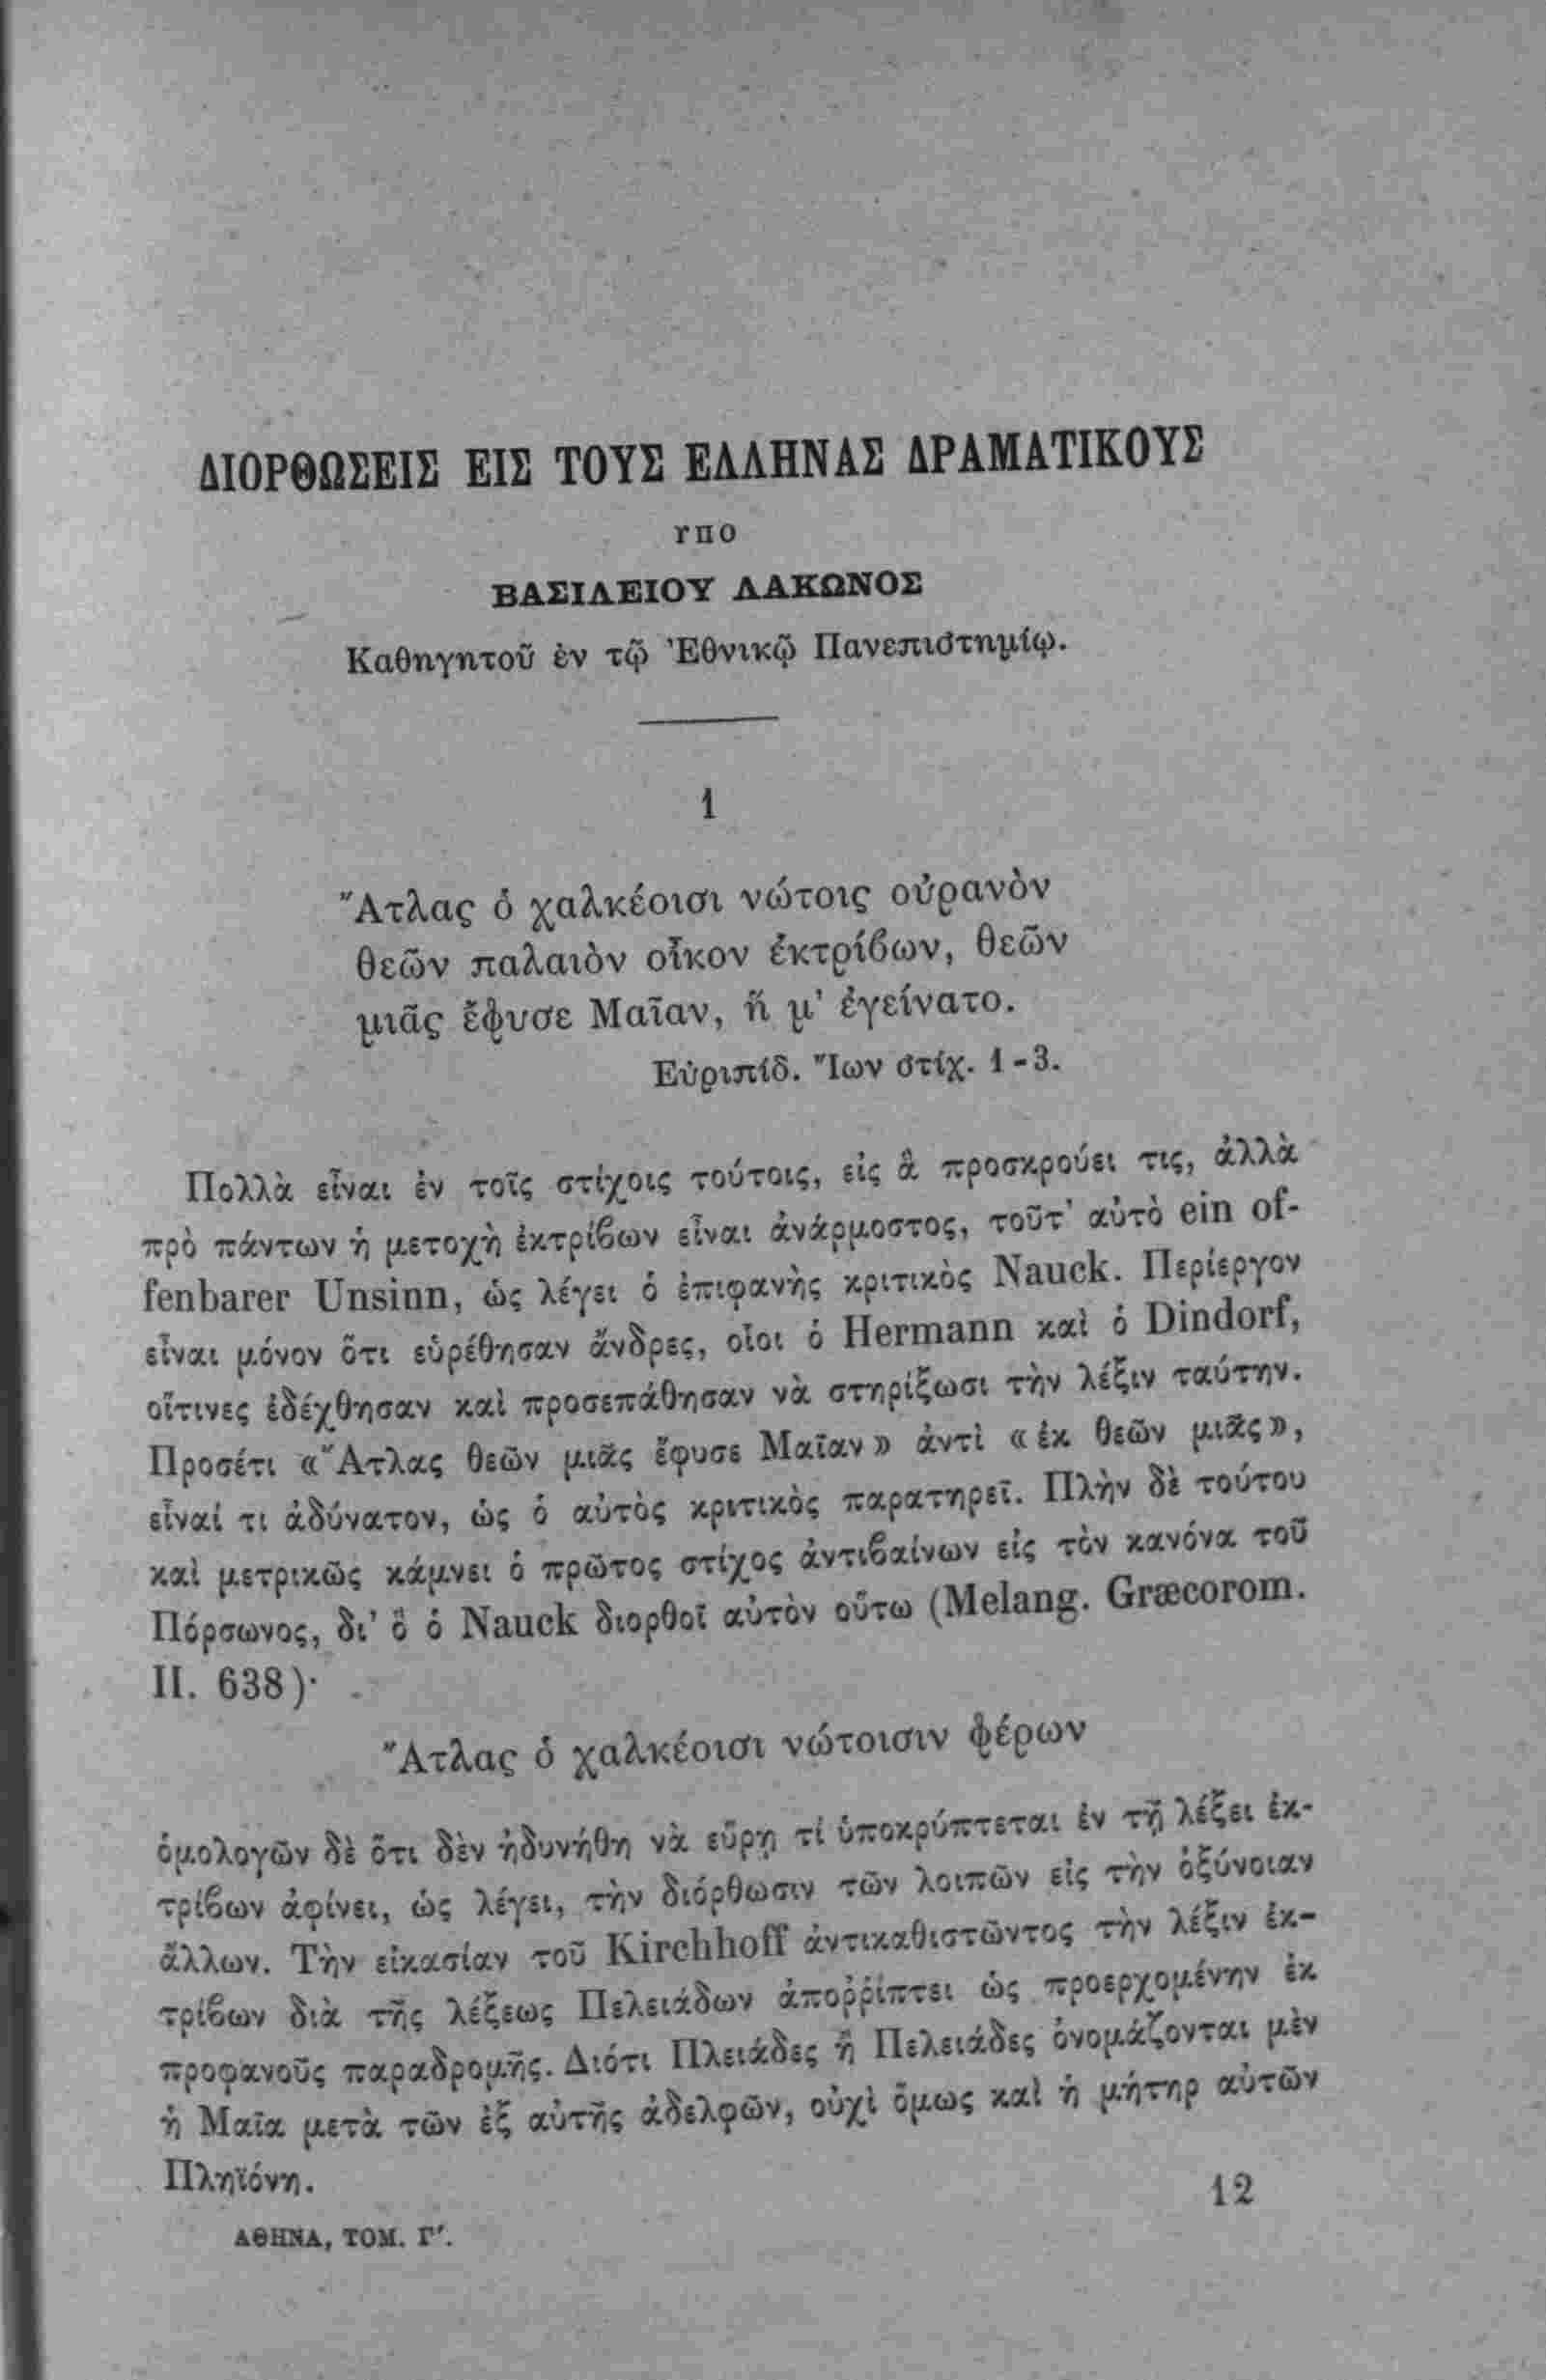 ΔΙΟΡΘΩΣΕΙΣ ΕΙΣ ΤΟΥΣ ΕΛΛΗΝΑΣ ΔΡΑΜΑΤΙΚΟΥΣ
ΥΠΟ
ΒΑΣΙΛΕΙΟΥ ΛΑΚΩΝΟΣ
Καθηγητοῦ ἐν τῷ Ἐθνικῷ Πανεπιστημίῳ.
1
Ἄτλας ὁ χαλκέοισι νώτοις οὐρανὸν
θεῶν παλαιὸν οἶκον ἐκτρίβων, θεῶν
μιᾶς ἔφυσε Μαῖαν, ἥ μ' ἐγείνατο.
Εὐριπίδ. Ἴων στίχ. 1-3.
Πολλὰ εἶναι ἐν τοῖς στίχοις τούτοις, εἰς ἃ προσκρούει τις, ἀλλὰ
πρὸ πάντων ἡ μετοχὴ ἐκτρίβων εἶναι ἀνάρμοστος, τοῦτ' αὐτὸ ein of-
fenbarer Unsinn, ὡς λέγει ὁ ἐπιφανὴς κριτικὸς Nauck. Περίεργον
εἶναι μόνον ὅτι εὑρέθησαν ἄνδρες, οἷοι ὁ Hermann καὶ ὁ Dindorf,
οἵτινες ἐδέχθησαν καὶ προσεπάθησαν νὰ στηρίξωσι τὴν λέξιν ταύτην.
Προσέτι «Ἄτλας θεῶν μιᾶς ἔφυσε Μαῖαν» ἀντὶ «ἐκ θεῶν μιᾶς»,
εἶναί τι ἀδύνατον, ὡς ὁ αὐτὸς κριτικὸς παρατηρεῖ. Πλὴν δὲ τούτου
καὶ μετρικῶς κάμνει ὁ πρῶτος στίχος ἀντιβαίνων εἰς τὸν κανόνα τοῦ
Πόρσωνος, δι' ὃ ὁ Nauck διορθοῖ αὐτὸν οὕτω (Melang. Græcorom.
II. 638)·
Ἄτλας ὁ χαλκέοισι νώτοισιν φέρων
ὁμολογῶν δὲ ὅτι δὲν ἠδυνήθη νὰ εὕρῃ τί ὑποκρύπτεται ἐν τῇ λέξει ἐκ-
τρίβων ἀφίνει, ὡς λέγει, τὴν διόρθωσιν τῶν λοιπῶν εἰς τὴν ὀξύνοιαν
ἄλλων. Τὴν εἰκασίαν τοῦ Kirchhoff ἀντικαθιστῶντος τὴν λέξιν ἐκ-
τρίβων διὰ τῆς λέξεως Πελειάδων ἀποῤῥίπτει ὡς προερχομένην ἐκ
προφανοῦς παραδρομῆς. Διότι Πλειάδες ἢ Πελειάδες ὀνομάζονται μὲν
ἡ Μαῖα μετὰ τῶν ἓξ αὐτῆς ἀδελφῶν, οὐχὶ ὅμως καὶ ἡ μήτηρ αὐτῶν
Πληϊόνη.
ΑΘΗΝΑ, ΤΟΜ. Γ'.
12